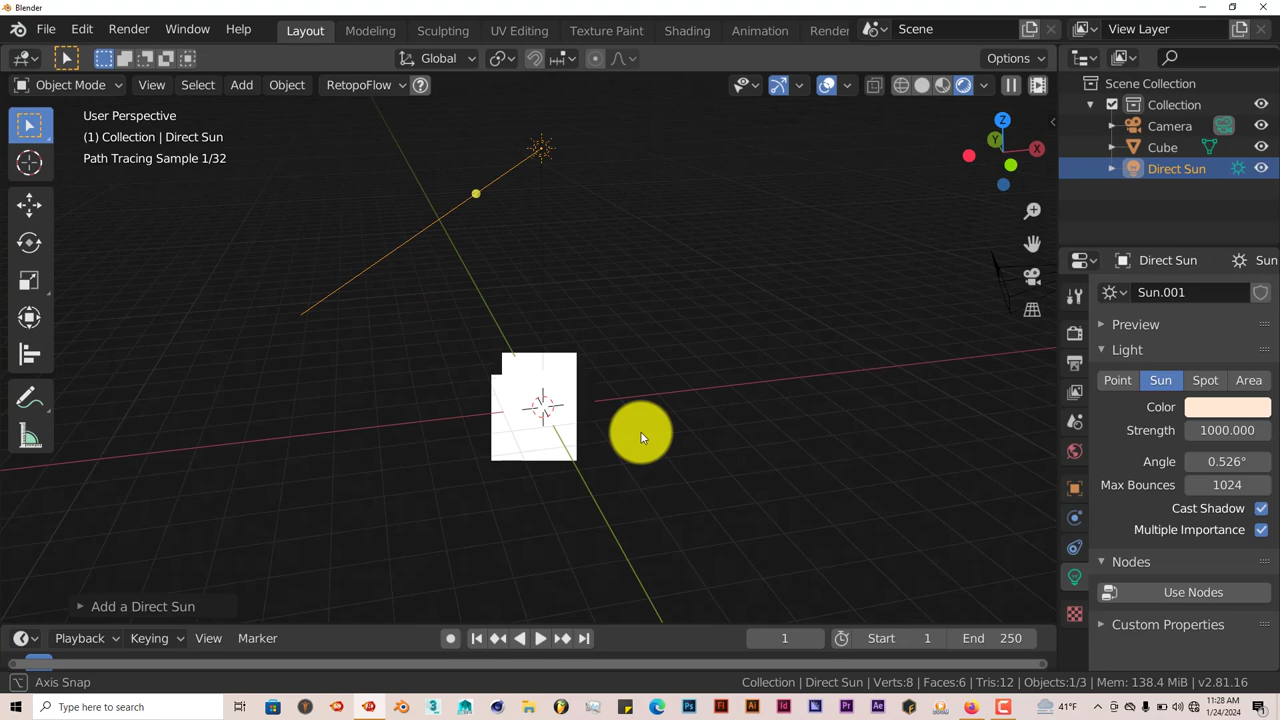 Blender
File Edit Render Window Help Layout Modeling Sculpting UV Editing Texture Paint Shading Animation Render Scene View Layer
Global Options
Object Mode View Select Add Object RetopoFlow
User Perspective
(1) Collection | Direct Sun
Path Tracing Sample 1/32
Z
Y
X
Scene Collection
Collection
Camera
Cube
Direct Sun
Direct Sun Sun
Sun.001
Preview
Light
Point Sun Spot Area
Color
Strength 1000.000
Angle 0.526°
Max Bounces 1024
Cast Shadow
Multiple Importance
Nodes
Use Nodes
Custom Properties
Add a Direct Sun
Playback Keying View Marker 1 Start 1 End 250
Axis Snap Collection | Direct Sun | Verts:8 | Faces:6 | Tris:12 | Objects:1/3 | Mem: 138.4 MiB | v2.81.16
Type here to search 41°F 11:28 AM
1/24/2024